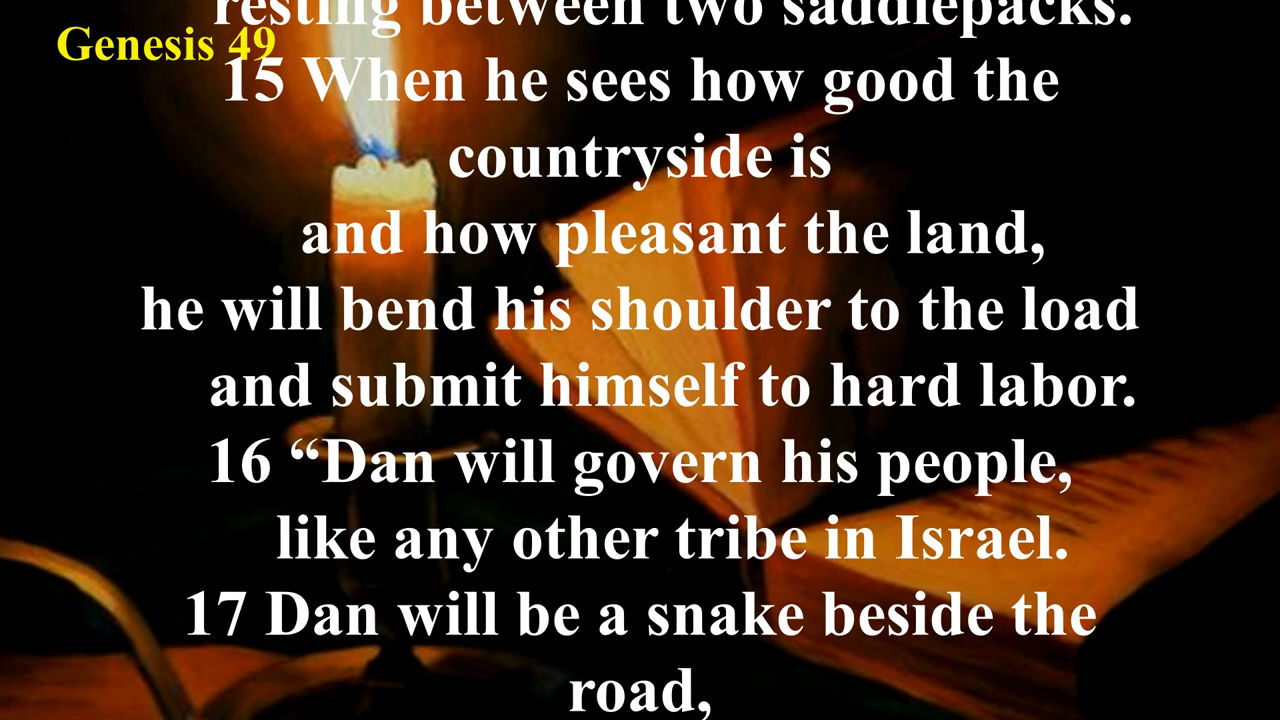 resting between two saddlepacks.
Genesis 49
15 When he sees how good the
countryside is
and how pleasant the land,
he will bend his shoulder to the load
and submit himself to hard labor.
16 “Dan will govern his people,
like any other tribe in Israel.
17 Dan will be a snake beside the
road,